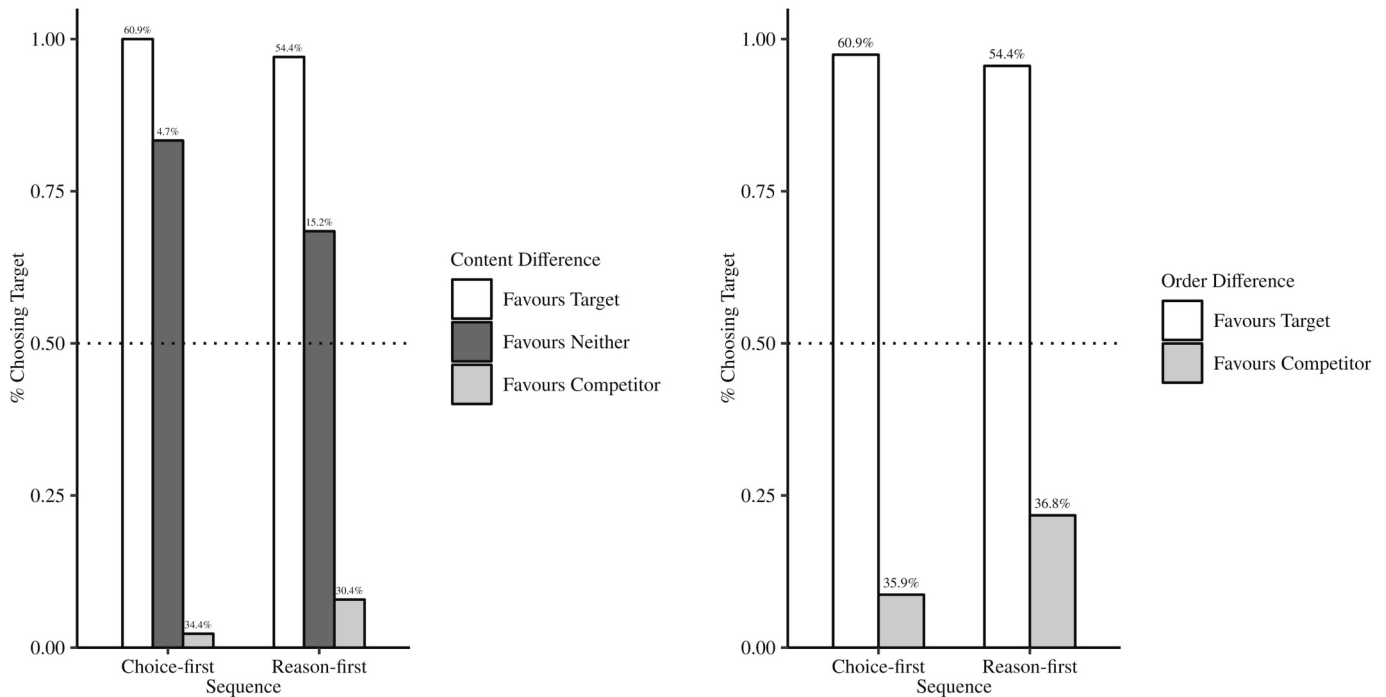 60.9%
54.4%
1.00
4.7%
0.75
15.2%
% Choosing Target
Content Difference
Favours Target
Favours Neither
Favours Competitor
0.50
0.25
30.4%
34.4%
0.00
Choice-first
Reason-first
Sequence
60.9%
54.4%
1.00
0.75
% Choosing Target
Order Difference
Favours Target
Favours Competitor
0.50
0.25
36.8%
35.9%
0.00
Choice-first
Reason-first
Sequence